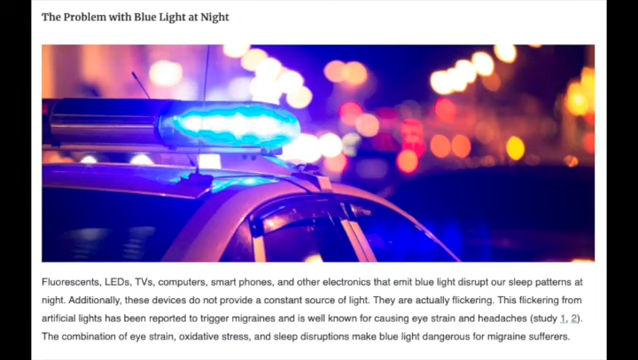 The Problem with Blue Light at Night
Fluorescents, LEDs, TVs, computers, smart phones, and other electronics that emit blue light disrupt our sleep patterns at
night. Additionally, these devices do not provide a constant source of light. They are actually flickering. This flickering from
artificial lights has been reported to trigger migraines and is well known for causing eye strain and headaches (study 1, 2).
The combination of eye strain, oxidative stress, and sleep disruptions make blue light dangerous for migraine sufferers.